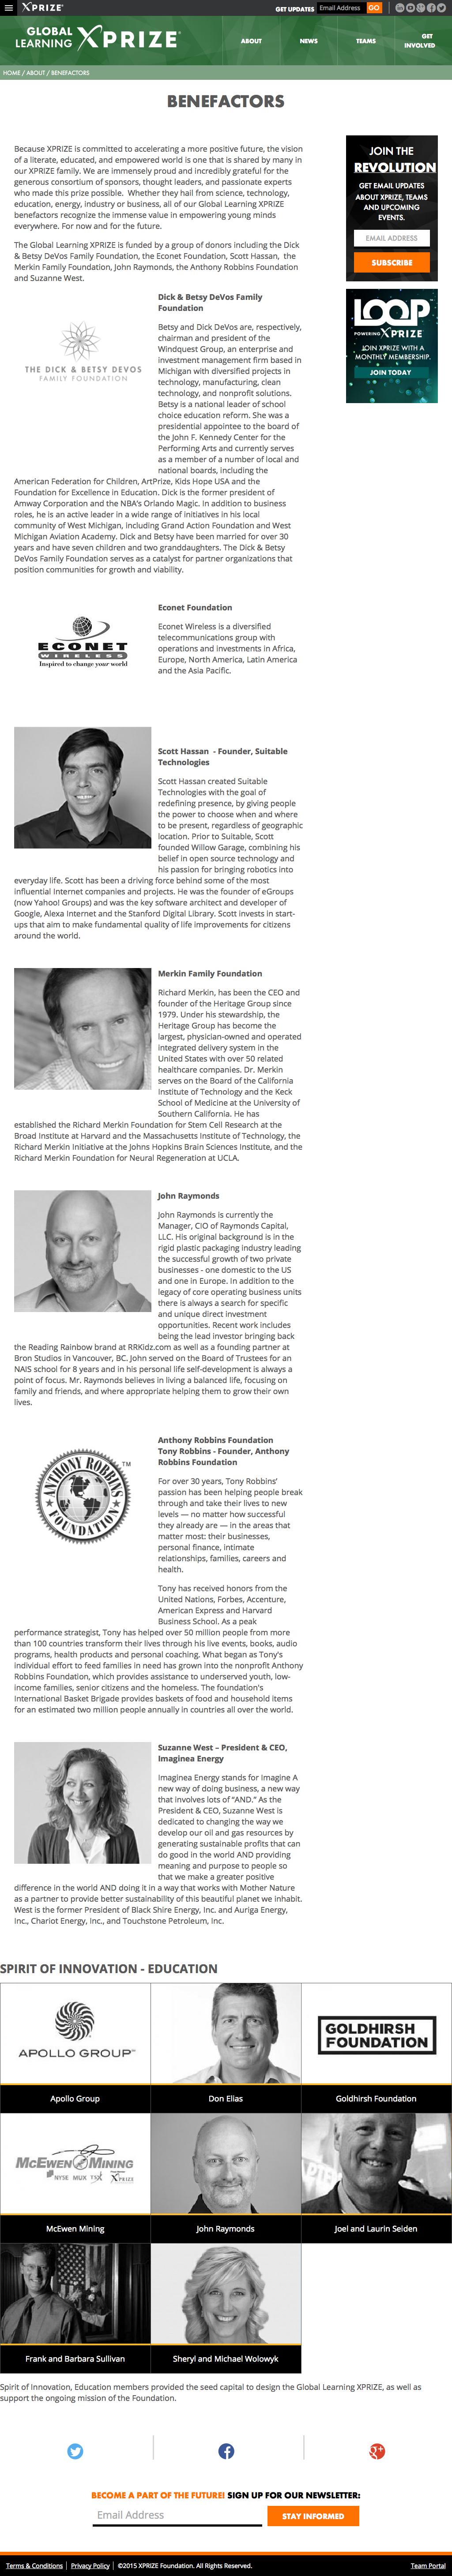 XPRIZE
GET UPDATES Email Address GO
GLOBAL LEARNING XPRIZE
ABOUT
NEWS
TEAMS
GET INVOLVED
HOME / ABOUT / BENEFACTORS
BENEFACTORS
Because XPRIZE is committed to accelerating a more positive future, the vision
of a literate, educated, and empowered world is one that is shared by many in
our XPRIZE family. We are immensely proud and incredibly grateful for the
generous consortium of sponsors, thought leaders, and passionate experts
who made this prize possible.  Whether they hail from science, technology,
education, energy, industry or business, all of our Global Learning XPRIZE
benefactors recognize the immense value in empowering young minds
everywhere. For now and for the future.
The Global Learning XPRIZE is funded by a group of donors including the Dick
& Betsy DeVos Family Foundation, the Econet Foundation, Scott Hassan,  the
Merkin Family Foundation, John Raymonds, the Anthony Robbins Foundation
and Suzanne West.
JOIN THE
REVOLUTION
GET EMAIL UPDATES
ABOUT XPRIZE, TEAMS
AND UPCOMING
EVENTS.
EMAIL ADDRESS
SUBSCRIBE
LOOP
POWERING XPRIZE
JOIN XPRIZE WITH A
MONTHLY MEMBERSHIP.
JOIN TODAY
THE DICK & BETSY DEVOS
FAMILY FOUNDATION
Dick & Betsy DeVos Family
Foundation
Betsy and Dick DeVos are, respectively,
chairman and president of the
Windquest Group, an enterprise and
investment management firm based in
Michigan with diversified projects in
technology, manufacturing, clean
technology, and nonprofit solutions.
Betsy is a national leader of school
choice education reform. She was a
presidential appointee to the board of
the John F. Kennedy Center for the
Performing Arts and currently serves
as a member of a number of local and
national boards, including the
American Federation for Children, ArtPrize, Kids Hope USA and the
Foundation for Excellence in Education. Dick is the former president of
Amway Corporation and the NBA's Orlando Magic. In addition to business
roles, he is an active leader in a wide range of initiatives in his local
community of West Michigan, including Grand Action Foundation and West
Michigan Aviation Academy. Dick and Betsy have been married for over 30
years and have seven children and two granddaughters. The Dick & Betsy
DeVos Family Foundation serves as a catalyst for partner organizations that
position communities for growth and viability.
ECONET
WIRELESS
Inspired to change your world
Econet Foundation
Econet Wireless is a diversified
telecommunications group with
operations and investments in Africa,
Europe, North America, Latin America
and the Asia Pacific.
Scott Hassan  - Founder, Suitable
Technologies
Scott Hassan created Suitable
Technologies with the goal of
redefining presence, by giving people
the power to choose when and where
to be present, regardless of geographic
location. Prior to Suitable, Scott
founded Willow Garage, combining his
belief in open source technology and
his passion for bringing robotics into
everyday life. Scott has been a driving force behind some of the most
influential Internet companies and projects. He was the founder of eGroups
(now Yahoo! Groups) and was the key software architect and developer of
Google, Alexa Internet and the Stanford Digital Library. Scott invests in start-
ups that aim to make fundamental quality of life improvements for citizens
around the world.
Merkin Family Foundation
Richard Merkin, has been the CEO and
founder of the Heritage Group since
1979. Under his stewardship, the
Heritage Group has become the
largest, physician-owned and operated
integrated delivery system in the
United States with over 50 related
healthcare companies. Dr. Merkin
serves on the Board of the California
Institute of Technology and the Keck
School of Medicine at the University of
Southern California. He has
established the Richard Merkin Foundation for Stem Cell Research at the
Broad Institute at Harvard and the Massachusetts Institute of Technology, the
Richard Merkin Initiative at the Johns Hopkins Brain Sciences Institute, and the
Richard Merkin Foundation for Neural Regeneration at UCLA.
John Raymonds
John Raymonds is currently the
Manager, CIO of Raymonds Capital,
LLC. His original background is in the
rigid plastic packaging industry leading
the successful growth of two private
businesses - one domestic to the US
and one in Europe. In addition to the
legacy of core operating business units
there is always a search for specific
and unique direct investment
opportunities. Recent work includes
being the lead investor bringing back
the Reading Rainbow brand at RRKidz.com as well as a founding partner at
Bron Studios in Vancouver, BC. John served on the Board of Trustees for an
NAIS school for 8 years and in his personal life self-development is always a
point of focus. Mr. Raymonds believes in living a balanced life, focusing on
family and friends, and where appropriate helping them to grow their own
lives.
ANTHONY ROBBINS
FOUNDATION
TM
Anthony Robbins Foundation
Tony Robbins - Founder, Anthony
Robbins Foundation
For over 30 years, Tony Robbins'
passion has been helping people break
through and take their lives to new
levels — no matter how successful
they already are — in the areas that
matter most: their businesses,
personal finance, intimate
relationships, families, careers and
health.
Tony has received honors from the
United Nations, Forbes, Accenture,
American Express and Harvard
Business School. As a peak
performance strategist, Tony has helped over 50 million people from more
than 100 countries transform their lives through his live events, books, audio
programs, health products and personal coaching. What began as Tony's
individual effort to feed families in need has grown into the nonprofit Anthony
Robbins Foundation, which provides assistance to underserved youth, low-
income families, senior citizens and the homeless. The foundation's
International Basket Brigade provides baskets of food and household items
for an estimated two million people annually in countries all over the world.
Suzanne West – President & CEO,
Imaginea Energy
Imaginea Energy stands for Imagine A
new way of doing business, a new way
that involves lots of “AND.” As the
President & CEO, Suzanne West is
dedicated to changing the way we
develop our oil and gas resources by
generating sustainable profits that can
do good in the world AND providing
meaning and purpose to people so
that we make a greater positive
difference in the world AND doing it in a way that works with Mother Nature
as a partner to provide better sustainability of this beautiful planet we inhabit.
West is the former President of Black Shire Energy, Inc. and Auriga Energy,
Inc., Chariot Energy, Inc., and Touchstone Petroleum, Inc.
SPIRIT OF INNOVATION - EDUCATION
APOLLO GROUP
GOLDHIRSH
FOUNDATION
Apollo Group
Don Elias
Goldhirsh Foundation
MCEWEN MINING
NYSE MUX TSX XPRIZE
McEwen Mining
John Raymonds
Joel and Laurin Seiden
Frank and Barbara Sullivan
Sheryl and Michael Wolowyk
Spirit of Innovation, Education members provided the seed capital to design the Global Learning XPRIZE, as well as
support the ongoing mission of the Foundation.
BECOME A PART OF THE FUTURE! SIGN UP FOR OUR NEWSLETTER:
Email Address
STAY INFORMED
Terms & Conditions | Privacy Policy | ©2015 XPRIZE Foundation. All Rights Reserved.
Team Portal